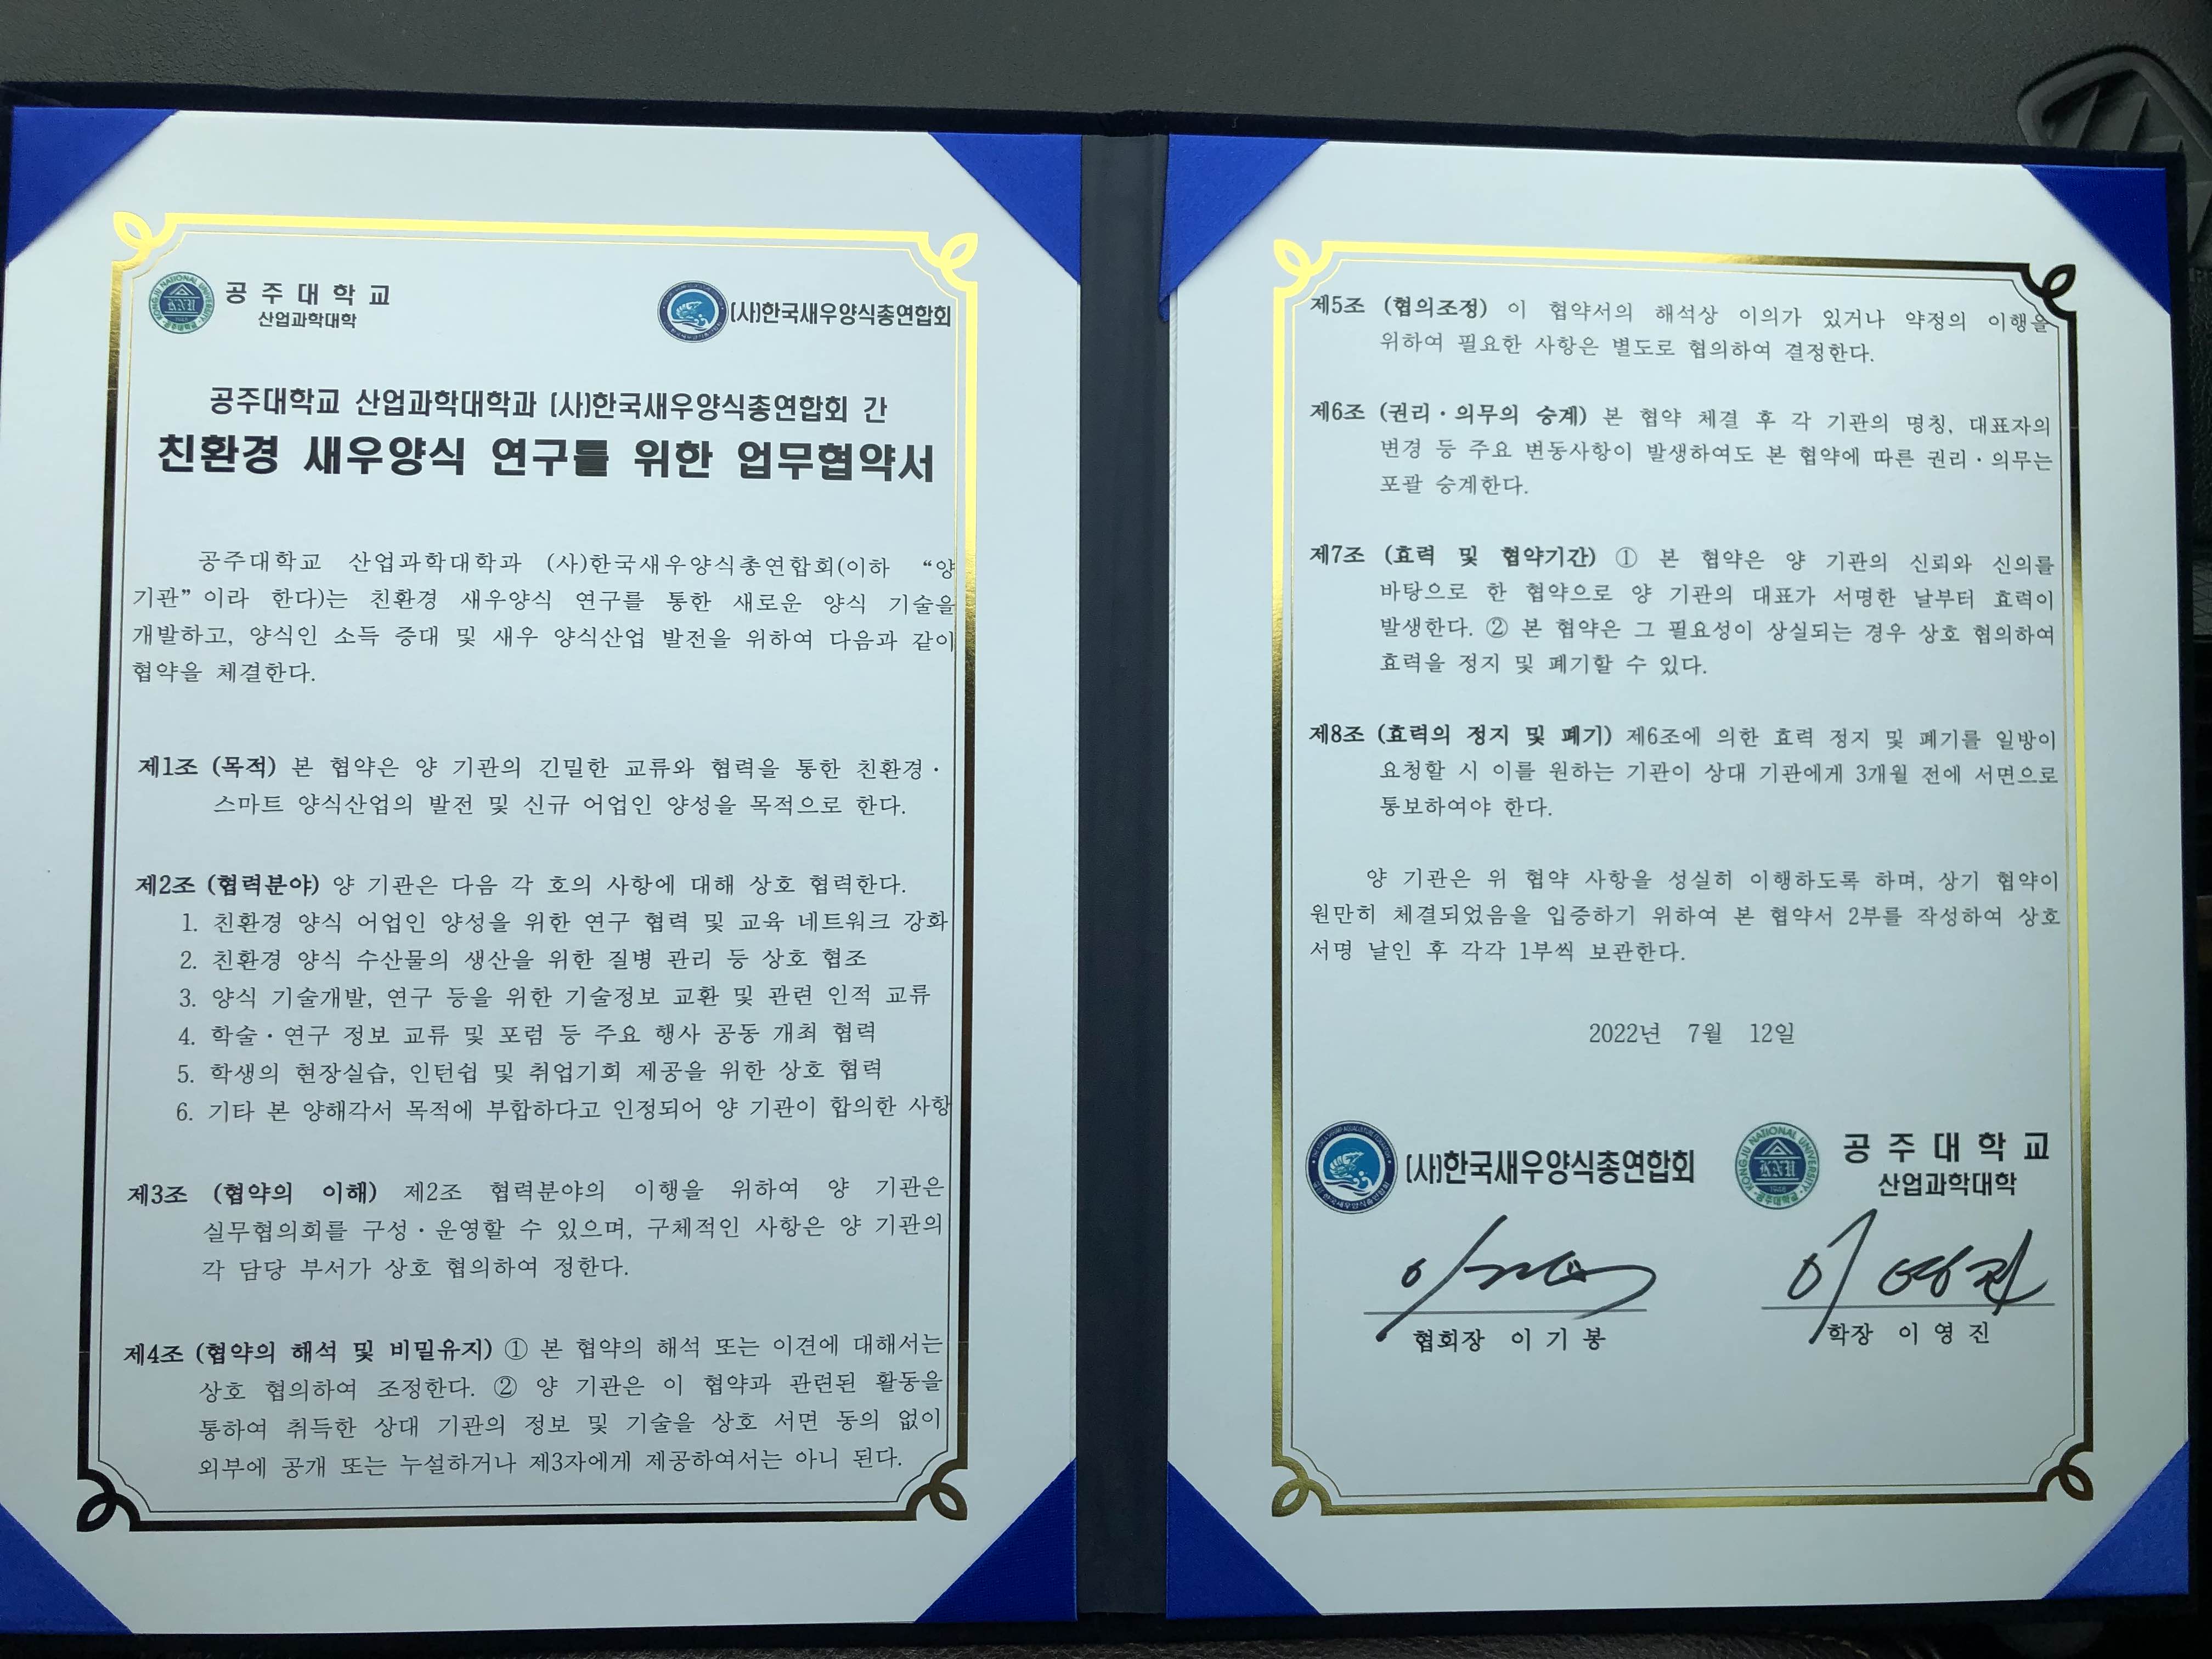 공 주 대 학 교
산업과학대학
(사)한국새우양식총연합회
공주대학교 산업과학대학과 (사)한국새우양식총연합회 간
친환경 새우양식 연구를 위한 업무협약서
공주대학교 산업과학대학과 (사)한국새우양식총연합회(이하 “양
기관” 이라 한다)는 친환경 새우양식 연구를 통한 새로운 양식 기술을
개발하고, 양식인 소득 증대 및 새우 양식산업 발전을 위하여 다음과 같이
협약을 체결한다.
제1조 (목적) 본 협약은 양 기관의 긴밀한 교류와 협력을 통한 친환경·
스마트 양식산업의 발전 및 신규 어업인 양성을 목적으로 한다.
제2조 (협력분야) 양 기관은 다음 각 호의 사항에 대해 상호 협력한다.
1. 친환경 양식 어업인 양성을 위한 연구 협력 및 교육 네트워크 강화
2. 친환경 양식 수산물의 생산을 위한 질병 관리 등 상호 협조
3. 양식 기술개발, 연구 등을 위한 기술정보 교환 및 관련 인적 교류
4. 학술·연구 정보 교류 및 포럼 등 주요 행사 공동 개최 협력
5. 학생의 현장실습, 인턴쉽 및 취업기회 제공을 위한 상호 협력
6. 기타 본 양해각서 목적에 부합하다고 인정되어 양 기관이 합의한 사항
제3조 (협약의 이해) 제2조 협력분야의 이행을 위하여 양 기관은
실무협의회를 구성·운영할 수 있으며, 구체적인 사항은 양 기관의
각 담당 부서가 상호 협의하여 정한다.
제4조 (협약의 해석 및 비밀유지) ① 본 협약의 해석 또는 이견에 대해서는
상호 협의하여 조정한다. ② 양 기관은 이 협약과 관련된 활동을
통하여 취득한 상대 기관의 정보 및 기술을 상호 서면 동의 없이
외부에 공개 또는 누설하거나 제3자에게 제공하여서는 아니 된다.
제5조 (협의조정) 이 협약서의 해석상 이의가 있거나 약정의 이행을
위하여 필요한 사항은 별도로 협의하여 결정한다.
제6조 (권리·의무의 승계) 본 협약 체결 후 각 기관의 명칭, 대표자의
변경 등 주요 변동사항이 발생하여도 본 협약에 따른 권리·의무는
포괄 승계한다.
제7조 (효력 및 협약기간) ① 본 협약은 양 기관의 신뢰와 신의를
바탕으로 한 협약으로 양 기관의 대표가 서명한 날부터 효력이
발생한다. ② 본 협약은 그 필요성이 상실되는 경우 상호 협의하여
효력을 정지 및 폐기할 수 있다.
제8조 (효력의 정지 및 폐기) 제6조에 의한 효력 정지 및 폐기를 일방이
요청할 시 이를 원하는 기관이 상대 기관에게 3개월 전에 서면으로
통보하여야 한다.
양 기관은 위 협약 사항을 성실히 이행하도록 하며, 상기 협약이
원만히 체결되었음을 입증하기 위하여 본 협약서 2부를 작성하여 상호
서명 날인 후 각각 1부씩 보관한다.
2022년 7월 12일
(사)한국새우양식총연합회
KONGJU NATIONAL UNIVERSITY
공주대학교
공 주 대 학 교
산업과학대학
이영진
협회장 이 기 봉
학장 이 영 진